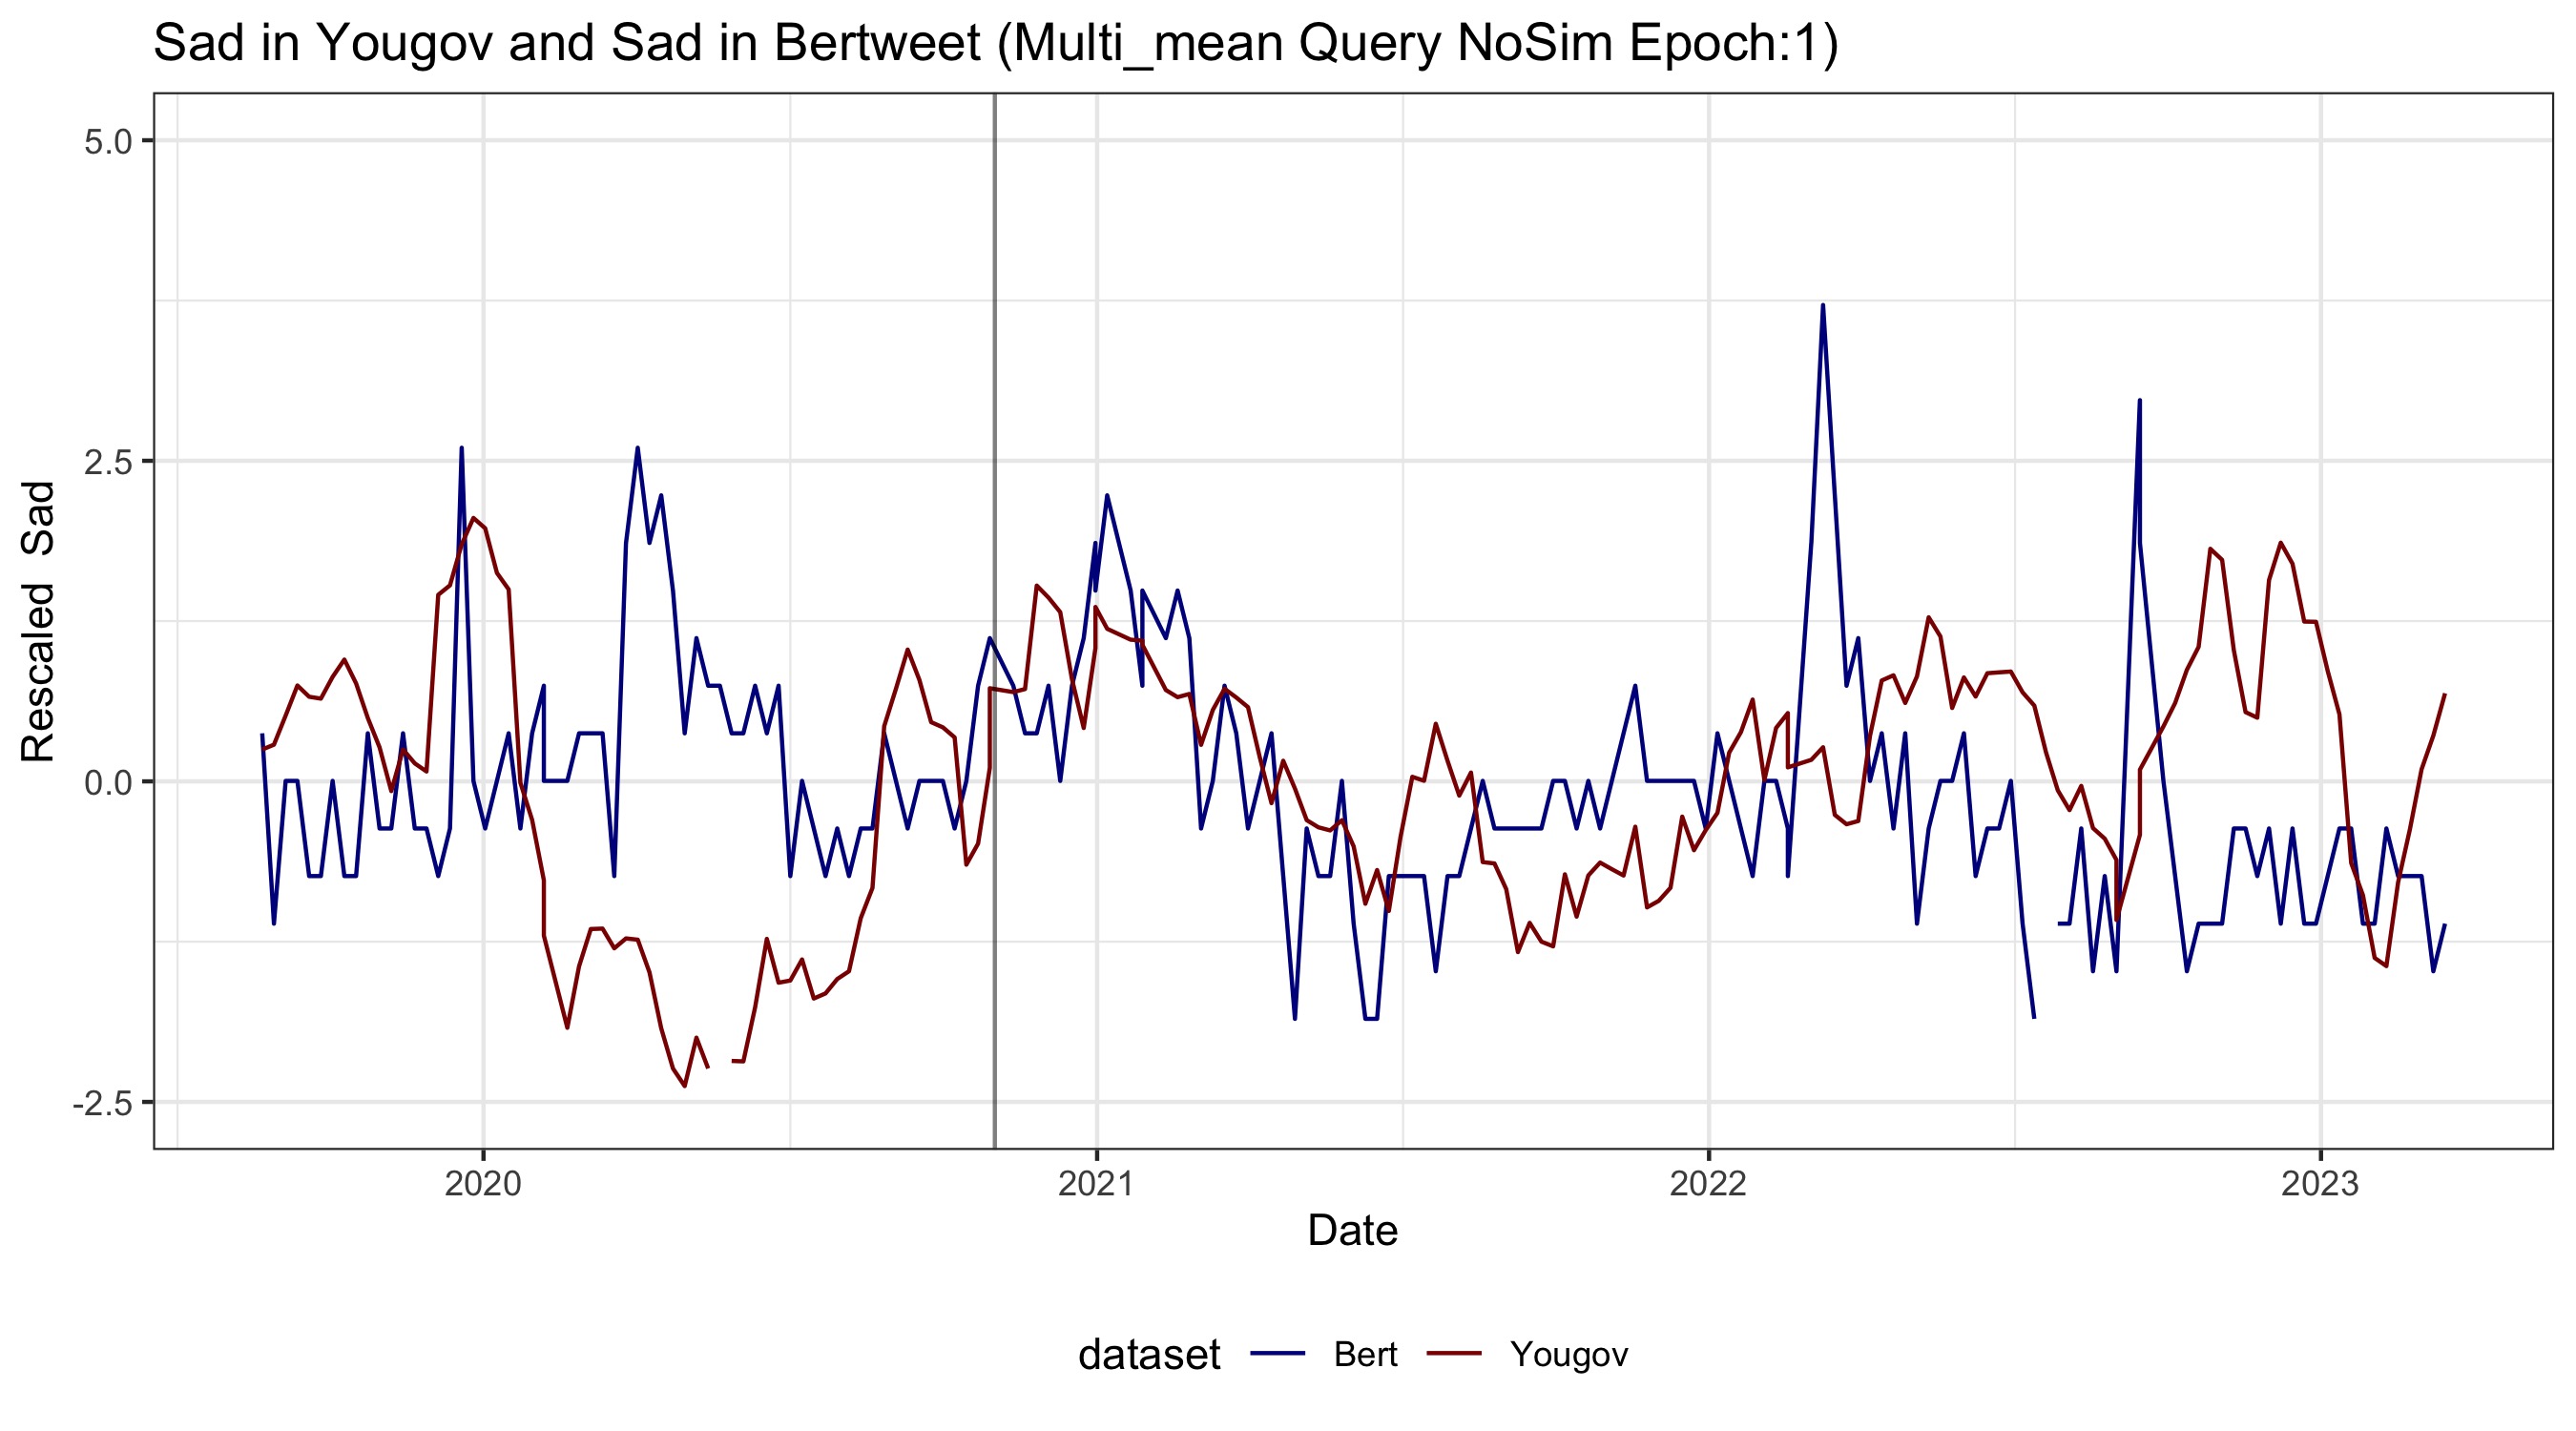 Sad in Yougov and Sad in Bertweet (Multi_mean Query NoSim Epoch:1)
Rescaled Sad
5.0
2.5
0.0
-2.5
2020
2021
2022
2023
Date
dataset Bert Yougov